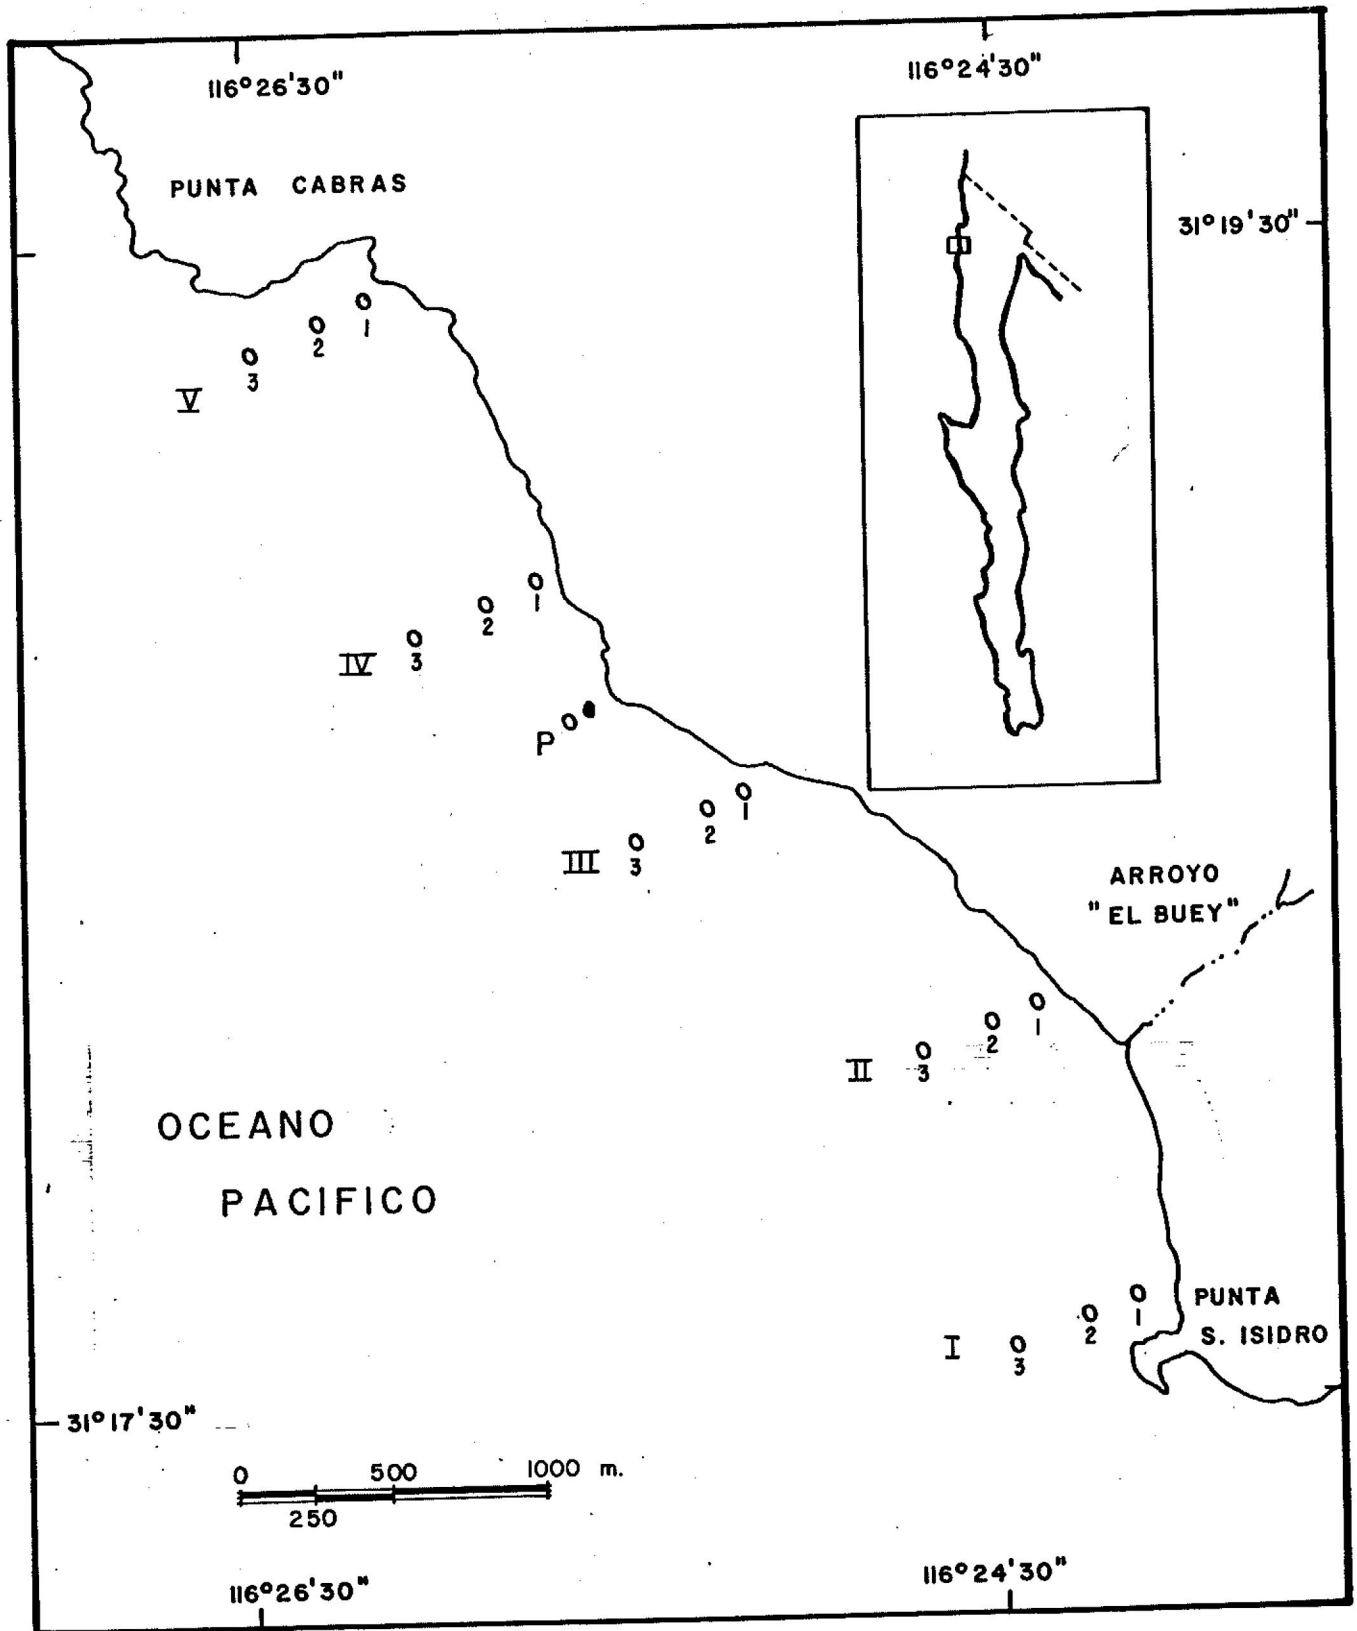 116°26'30"
116°24'30"
PUNTA CABRAS
31°19'30"
1
2
3
V
1
2
3
IV
P
1
2
3
III
ARROYO
"EL BUEY"
1
2
3
II
OCEANO
PACIFICO
1
2
3
I
PUNTA
S. ISIDRO
31°17'30"
0 500 1000 m.
250
116°26'30"
116°24'30"